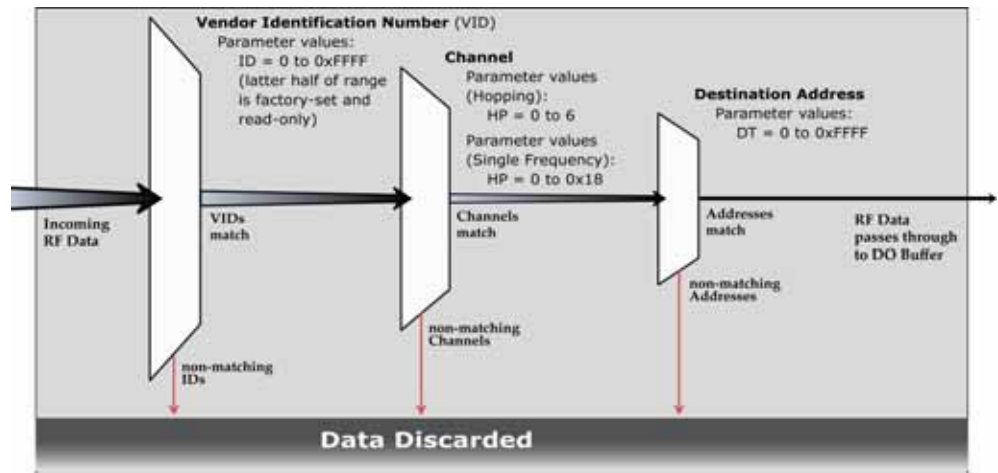 Vendor Identification Number (VID)
Parameter values:
ID = 0 to 0xFFFF
(latter half of range
is factory-set and
read-only)
Channel
Parameter values
(Hopping):
HP = 0 to 6
Parameter values
(Single Frequency):
HP = 0 to 0x18
Destination Address
Parameter values:
DT = 0 to 0xFFFF
Incoming
RF Data
VIDs
match
Channels
match
Addresses
match
RF Data
passes through
to DO Buffer
non-matching
IDs
non-matching
Channels
non-matching
Addresses
Data Discarded